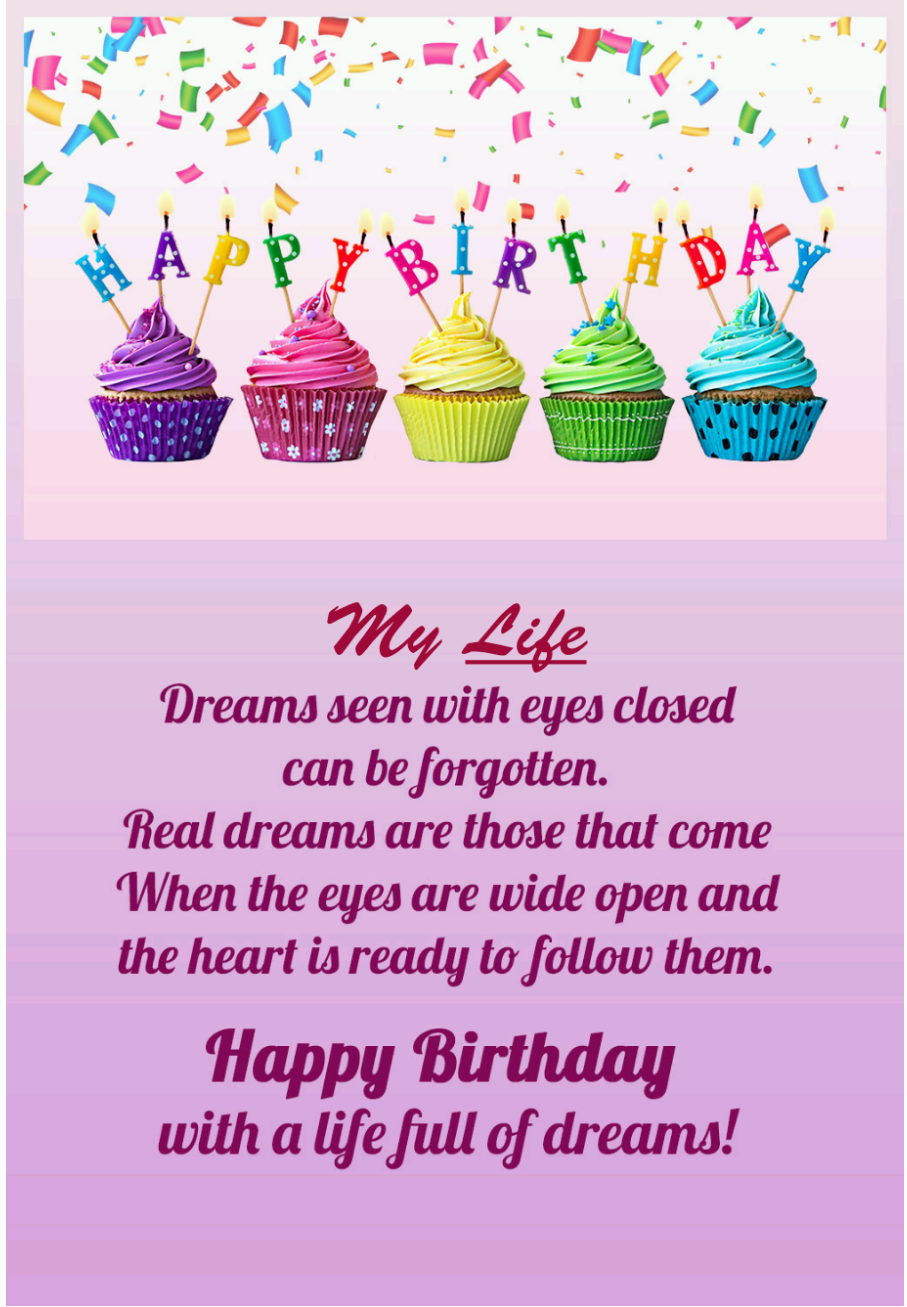 HAPPY BIRTHDAY
My Life
Dreams seen with eyes closed
can be forgotten.
Real dreams are those that come
When the eyes are wide open and
the heart is ready to follow them.
Happy Birthday
with a life full of dreams!